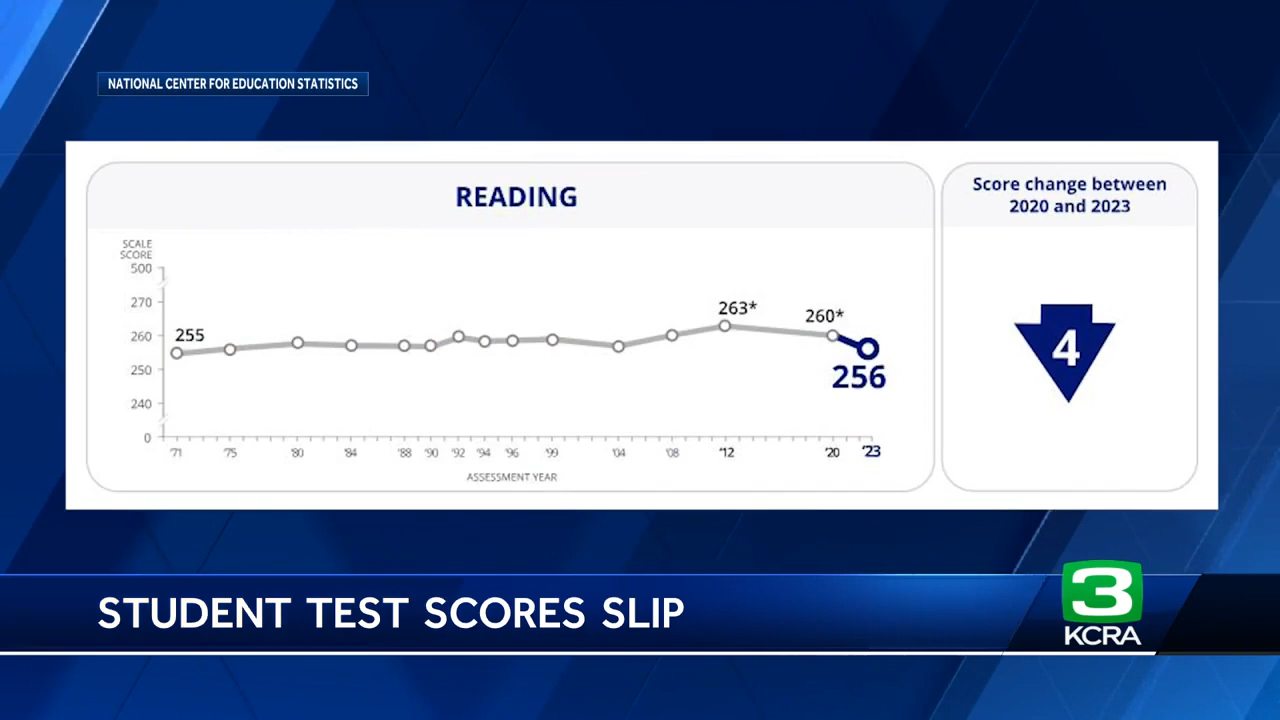 NATIONAL CENTER FOR EDUCATION STATISTICS
READING
SCALE
SCORE
500
270
260
250
240
0
255
263*
260*
256
'71 '75 '80 '84 '88 '90 '92 '94 '96 '99 '04 '08 '12 '20 '23
ASSESSMENT YEAR
Score change between
2020 and 2023
4
STUDENT TEST SCORES SLIP
3
KCRA